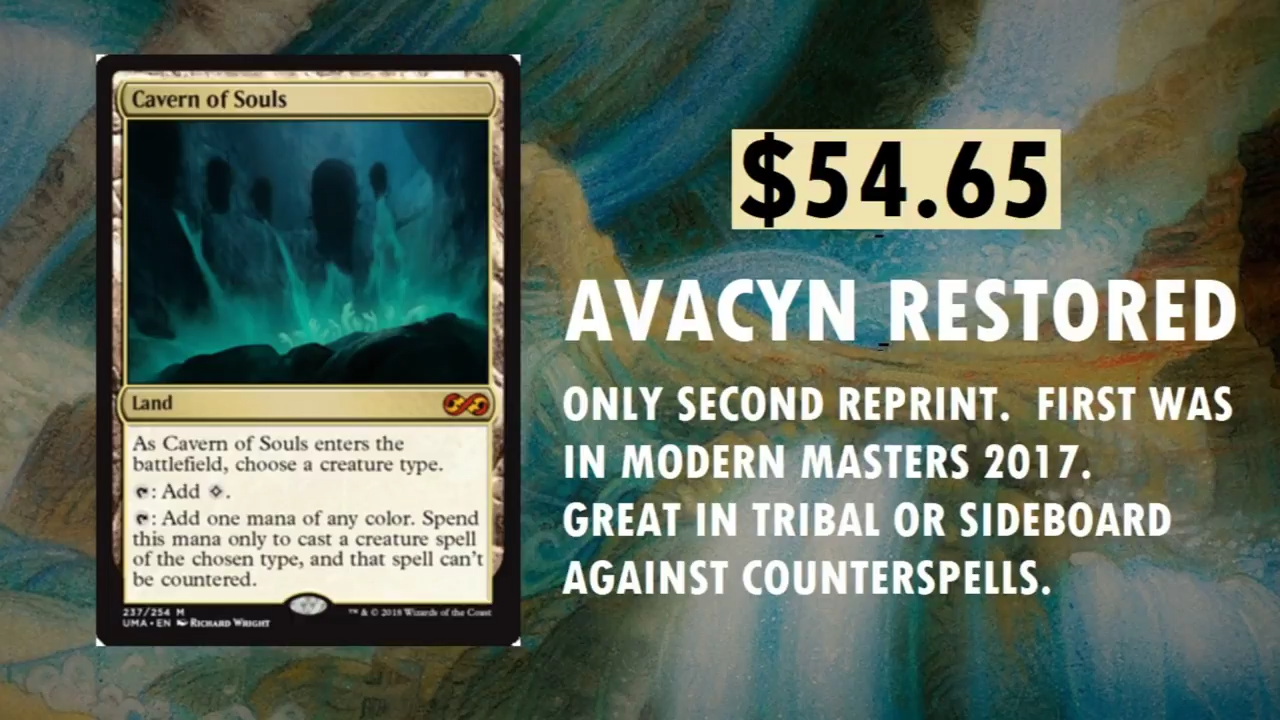 Cavern of Souls
Land
As Cavern of Souls enters the
battlefield, choose a creature type.
: Add .
: Add one mana of any color. Spend
this mana only to cast a creature spell
of the chosen type, and that spell can't
be countered.
237/254 M
UMA • EN RICHARD WRIGHT
™ & © 2018 Wizards of the Coast
$54.65
AVACYN RESTORED
ONLY SECOND REPRINT. FIRST WAS
IN MODERN MASTERS 2017.
GREAT IN TRIBAL OR SIDEBOARD
AGAINST COUNTERSPELLS.